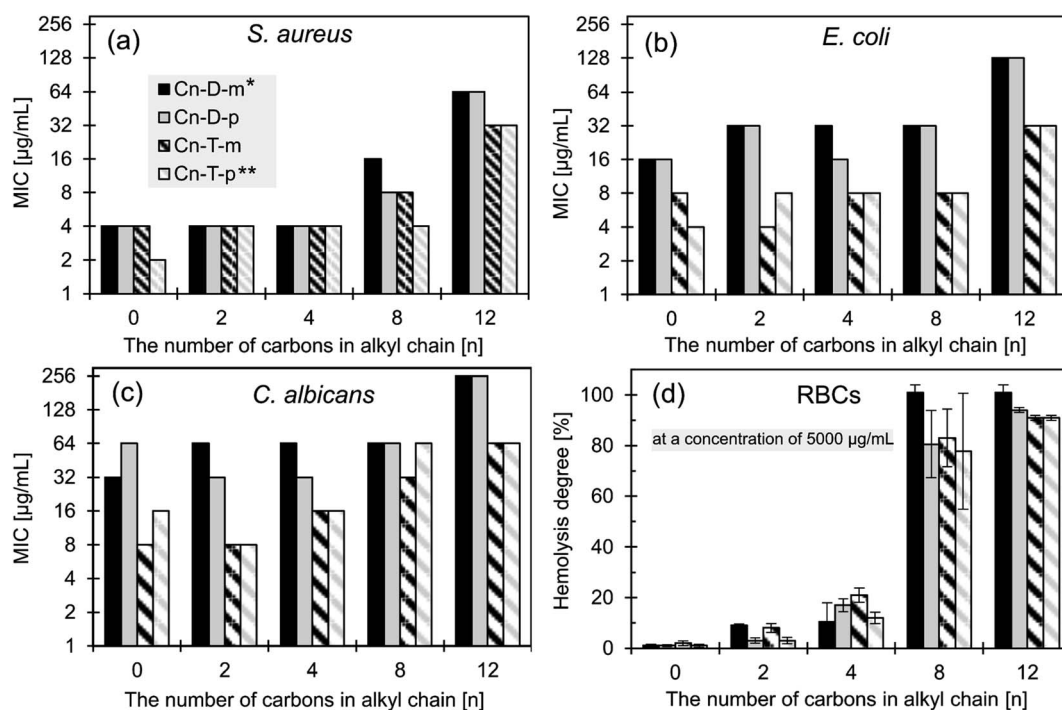 (a) S. aureus
MIC [µg/mL]
256
128
64
32
16
8
4
2
1
Cn-D-m*
Cn-D-p
Cn-T-m
Cn-T-p**
0 2 4 8 12
The number of carbons in alkyl chain [n]
(b) E. coli
MIC [µg/mL]
256
128
64
32
16
8
4
2
1
0 2 4 8 12
The number of carbons in alkyl chain [n]
(c) C. albicans
MIC [µg/mL]
256
128
64
32
16
8
4
2
1
0 2 4 8 12
The number of carbons in alkyl chain [n]
(d) RBCs
at a concentration of 5000 µg/mL
Hemolysis degree [%]
100
80
60
40
20
0
0 2 4 8 12
The number of carbons in alkyl chain [n]